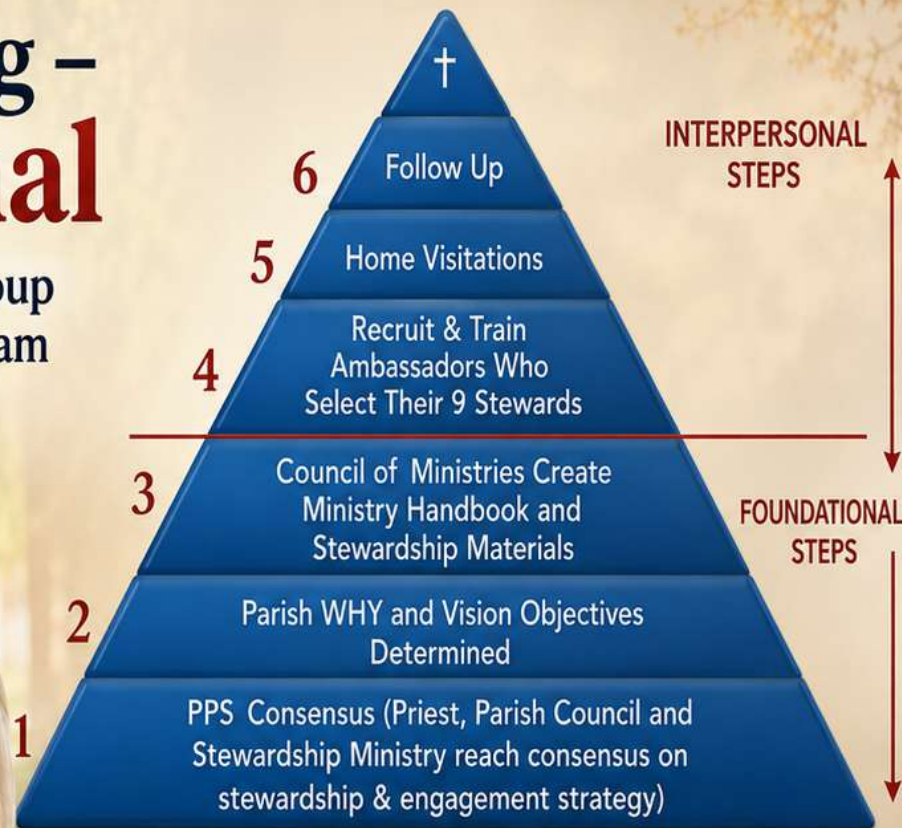 g –
al
oup
am
6
Follow Up
INTERPERSONAL
STEPS
5
Home Visitations
4
Recruit & Train
Ambassadors Who
Select Their 9 Stewards
3
Council of Ministries Create
Ministry Handbook and
Stewardship Materials
FOUNDATIONAL
STEPS
2
Parish WHY and Vision Objectives
Determined
1
PPS Consensus (Priest, Parish Council and
Stewardship Ministry reach consensus on
stewardship & engagement strategy)